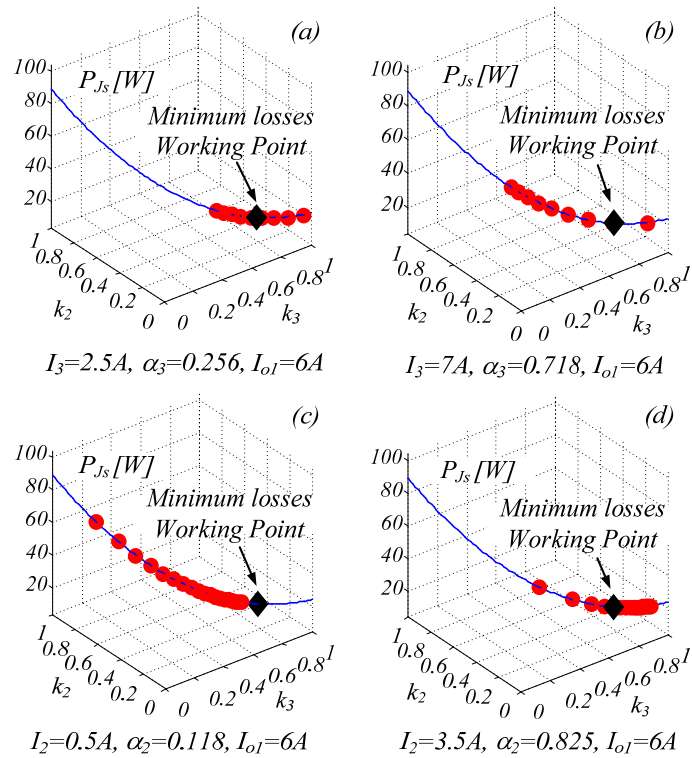 (a)
P_Js [W]
Minimum losses
Working Point
100
80
60
40
20
1
0.8
0.6
0.4
0.2
0
k_2
0
0.2
0.4
0.6
0.8
1
k_3
I_3=2.5A, α_3=0.256, I_o1=6A
(b)
P_Js [W]
Minimum losses
Working Point
100
80
60
40
20
1
0.8
0.6
0.4
0.2
0
k_2
0
0.2
0.4
0.6
0.8
1
k_3
I_3=7A, α_3=0.718, I_o1=6A
(c)
P_Js [W]
Minimum losses
Working Point
100
80
60
40
20
1
0.8
0.6
0.4
0.2
0
k_2
0
0.2
0.4
0.6
0.8
1
k_3
I_2=0.5A, α_2=0.118, I_o1=6A
(d)
P_Js [W]
Minimum losses
Working Point
100
80
60
40
20
1
0.8
0.6
0.4
0.2
0
k_2
0
0.2
0.4
0.6
0.8
1
k_3
I_2=3.5A, α_2=0.825, I_o1=6A